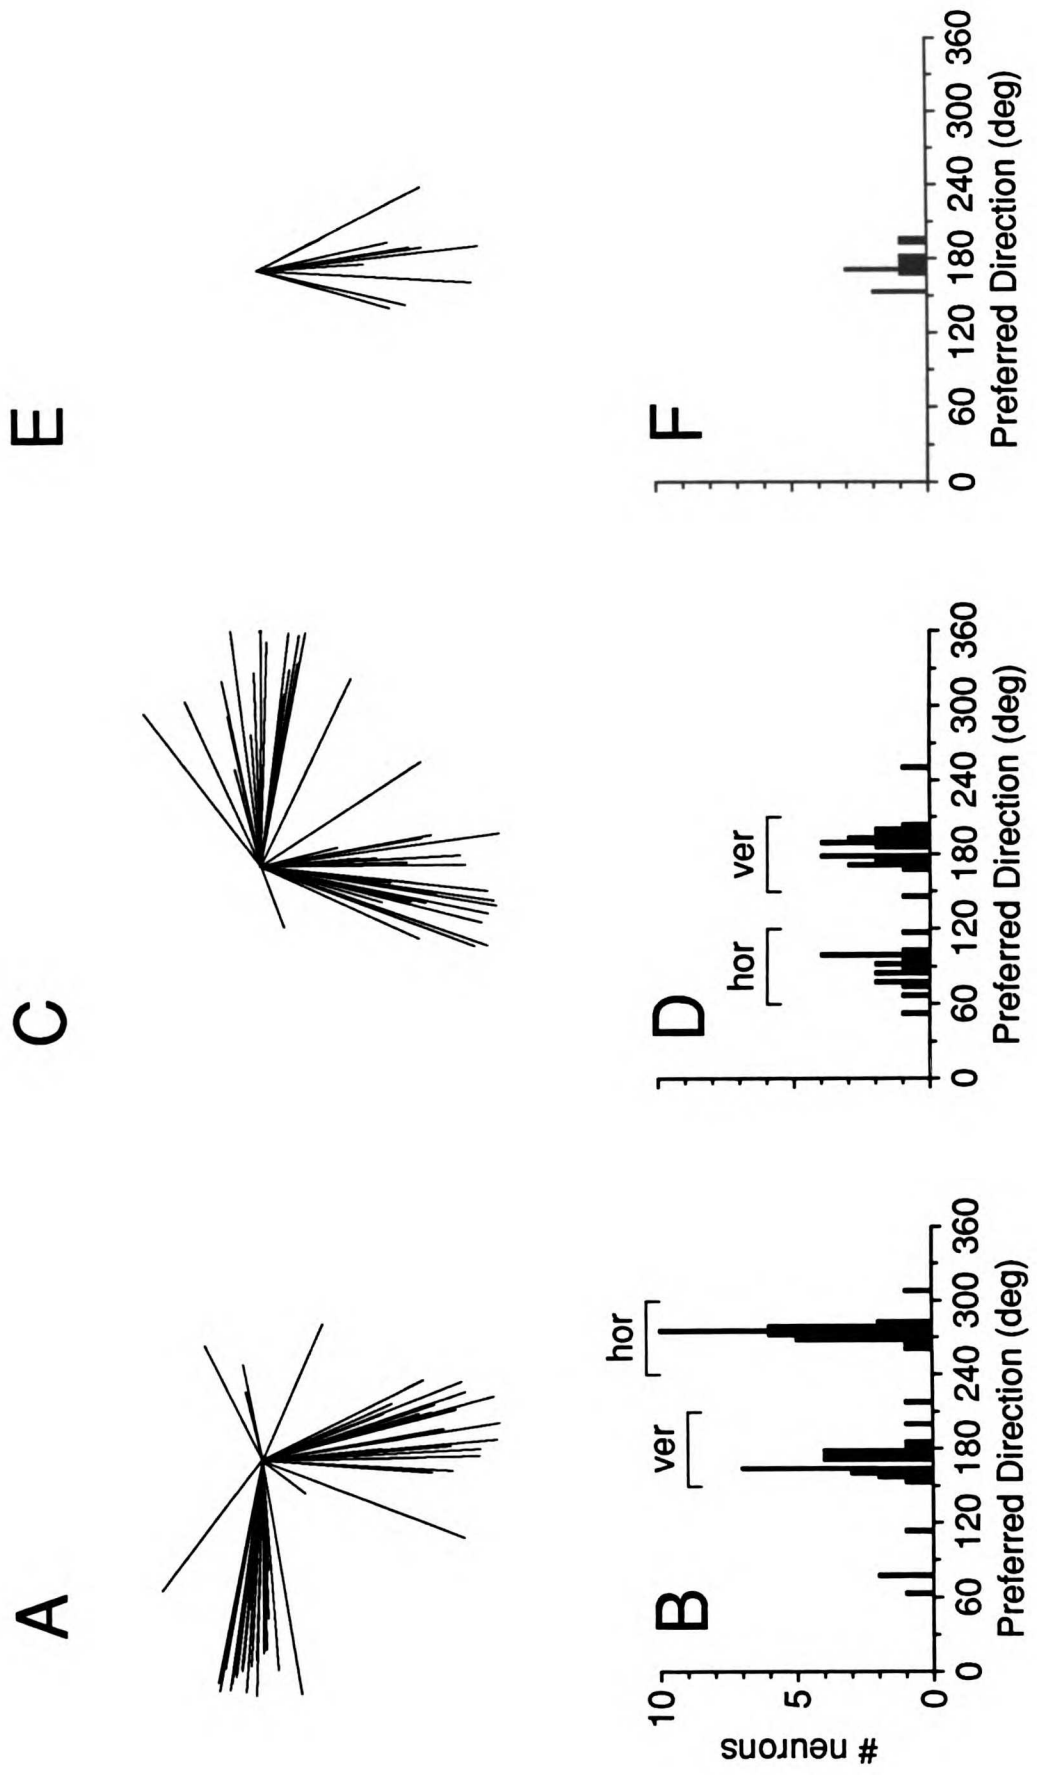 A
C
E
B
D
F
# neurons
10
5
0
ver
hor
0 60 120 180 240 300 360
Preferred Direction (deg)
hor
ver
0 60 120 180 240 300 360
Preferred Direction (deg)
0 60 120 180 240 300 360
Preferred Direction (deg)